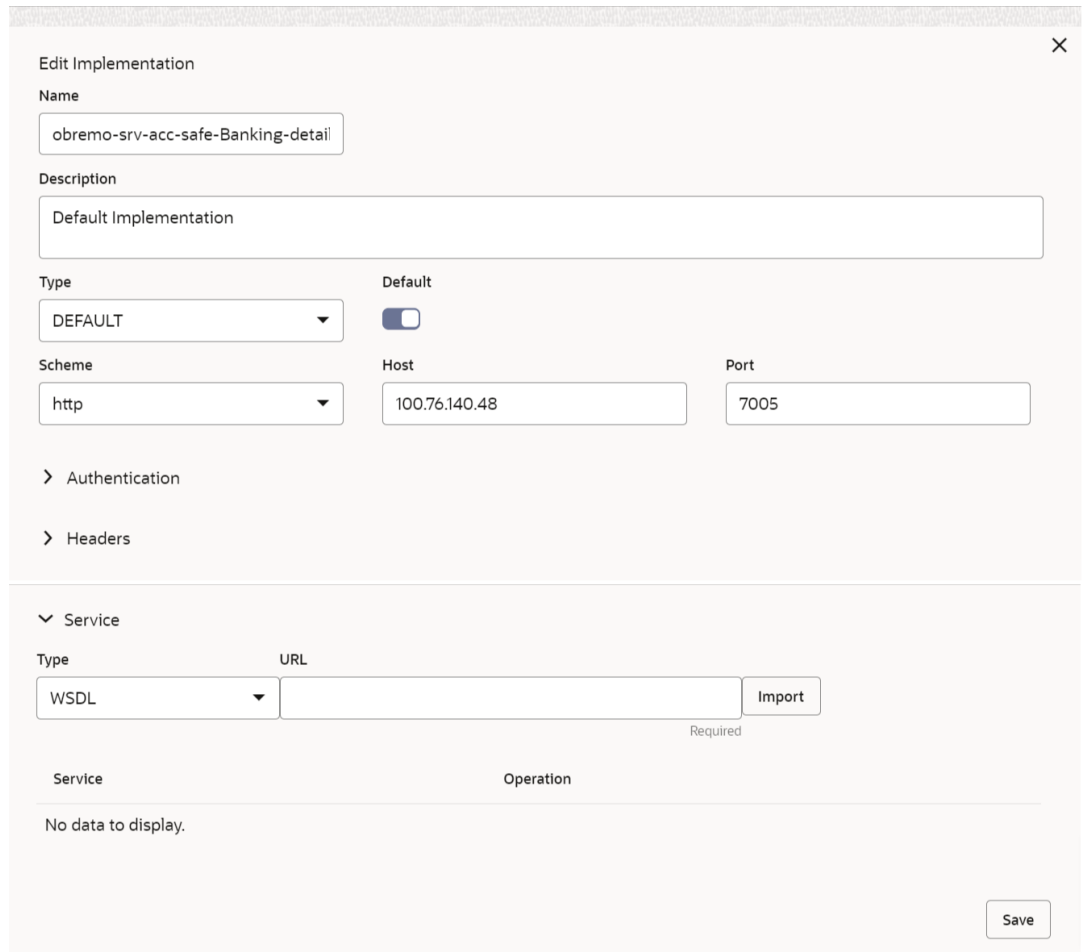 Edit Implementation
Name
obremo-srv-acc-safe-Banking-detail
Description
Default Implementation
Type Default
DEFAULT
Scheme Host Port
http 100.76.140.48 7005
Authentication
Headers
Service
Type URL
WSDL Import
Required
Service Operation
No data to display.
Save